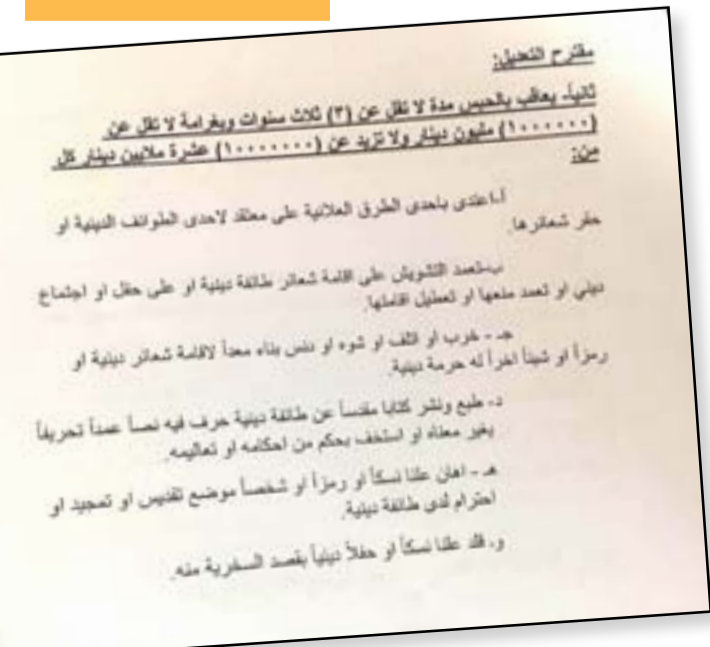 مقترح التعديل:
ثانياً- يعاقب بالحبس مدة لا تقل عن (٣) ثلاث سنوات وبغرامة لا تقل عن
(١٠٠٠٠٠٠) مليون دينار ولا تزيد عن (١٠٠٠٠٠٠٠) عشرة ملايين دينار كل
من:
أ-اعتدى باحدى الطرق العلانية على معتقد لاحدى الطوائف الدينية او
حقر شعائرها.
ب-تعمد التشويش على اقامة شعائر طائفة دينية او على حفل او اجتماع
ديني او تعمد منعها او تعطيل اقامتها.
جـ - خرب او اتلف او شوه او دنس بناء معداً لاقامة شعائر دينية او
رمزاً او شيئاً اخراً له حرمة دينية.
د- طبع ونشر كتابا مقدساً عن طائفة دينية حرف فيه نصاً عمداً تحريفاً
يغير معناه او استخف بحكم من احكامه او تعاليمه.
هـ - اهان علنا نسكاً او رمزاً او شخصاً موضع تقديس او تمجيد او
احترام لدى طائفة دينية.
و- قلد علنا نسكاً او حفلاً دينياً بقصد السخرية منه.